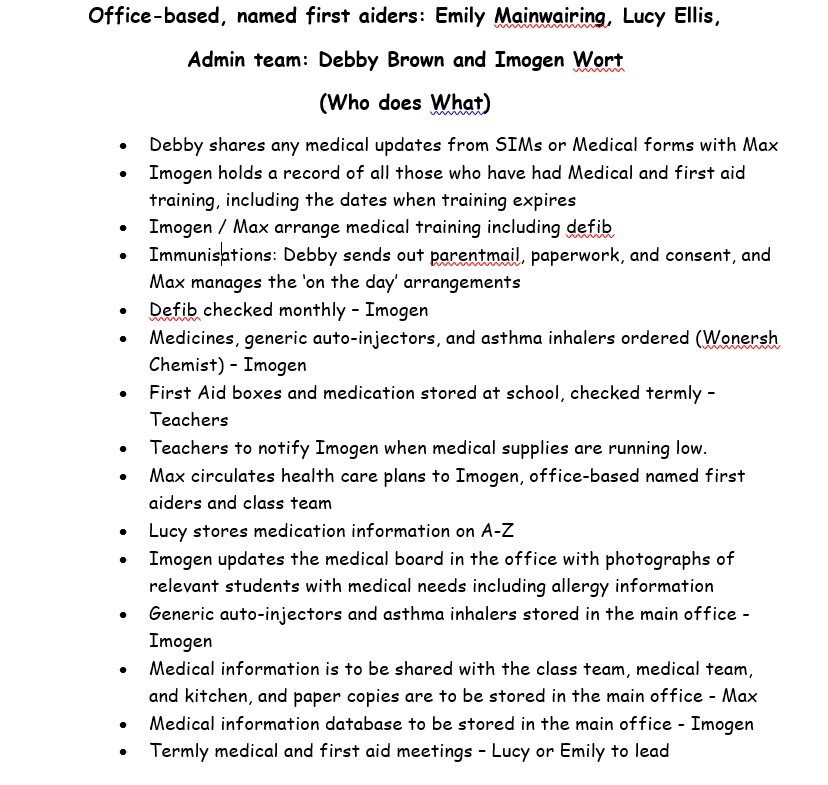 Office-based, named first aiders: Emily Mainwairing, Lucy Ellis,
Admin team: Debby Brown and Imogen Wort
(Who does What)
• Debby shares any medical updates from SIMs or Medical forms with Max
• Imogen holds a record of all those who have had Medical and first aid
training, including the dates when training expires
• Imogen / Max arrange medical training including defib
• Immunisations: Debby sends out parentmail, paperwork, and consent, and
Max manages the ‘on the day’ arrangements
• Defib checked monthly – Imogen
• Medicines, generic auto-injectors, and asthma inhalers ordered (Wonersh
Chemist) – Imogen
• First Aid boxes and medication stored at school, checked termly –
Teachers
• Teachers to notify Imogen when medical supplies are running low.
• Max circulates health care plans to Imogen, office-based named first
aiders and class team
• Lucy stores medication information on A-Z
• Imogen updates the medical board in the office with photographs of
relevant students with medical needs including allergy information
• Generic auto-injectors and asthma inhalers stored in the main office -
Imogen
• Medical information is to be shared with the class team, medical team,
and kitchen, and paper copies are to be stored in the main office - Max
• Medical information database to be stored in the main office - Imogen
• Termly medical and first aid meetings – Lucy or Emily to lead